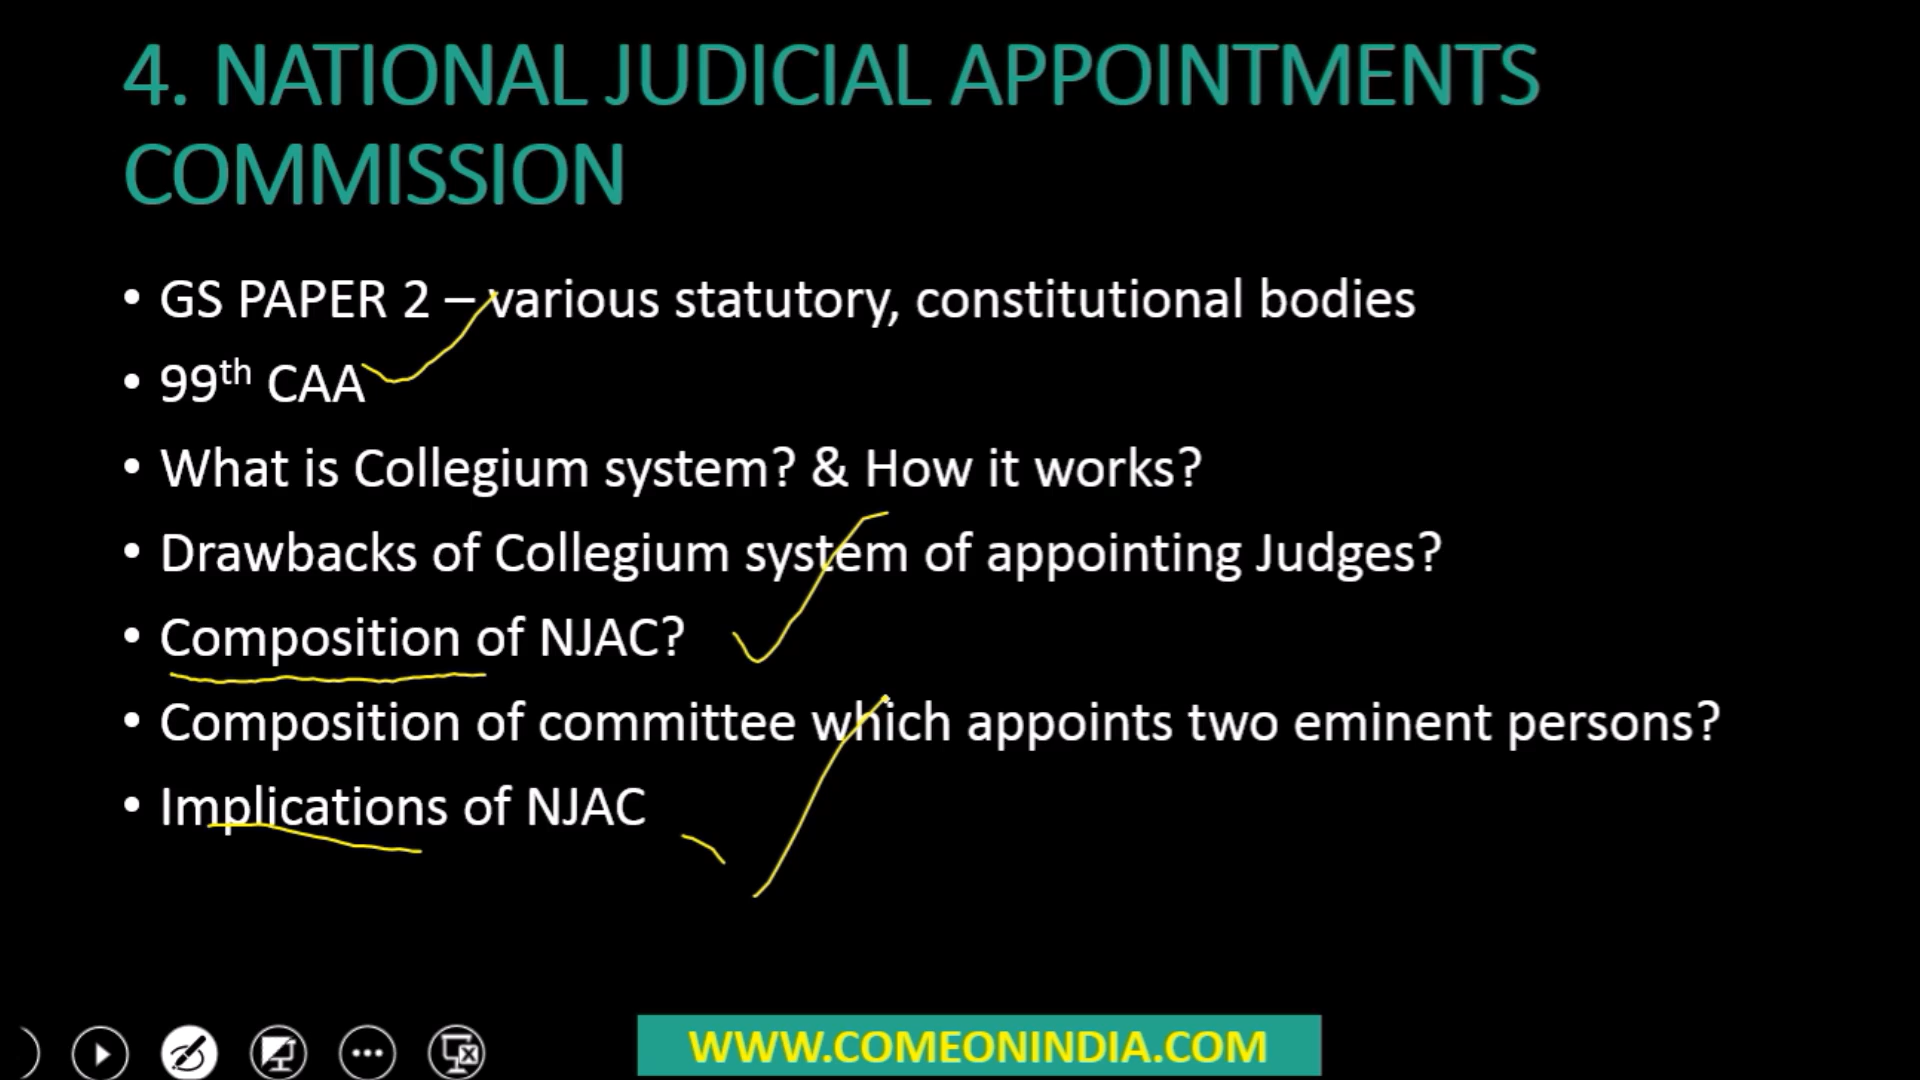 4. NATIONAL JUDICIAL APPOINTMENTS
COMMISSION
• GS PAPER 2 – various statutory, constitutional bodies
• 99th CAA
• What is Collegium system? & How it works?
• Drawbacks of Collegium system of appointing Judges?
• Composition of NJAC?
• Composition of committee which appoints two eminent persons?
• Implications of NJAC
WWW.COMEONINDIA.COM